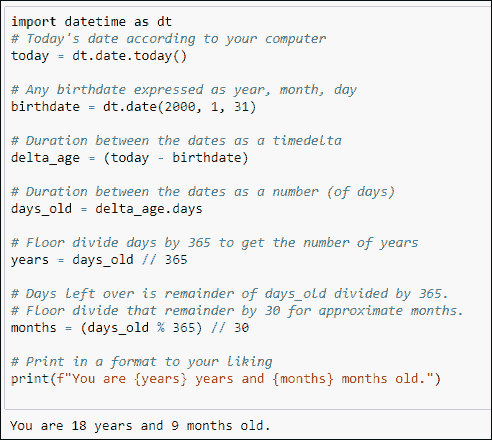 import datetime as dt
# Today's date according to your computer
today = dt.date.today()
# Any birthdate expressed as year, month, day
birthdate = dt.date(2000, 1, 31)
# Duration between the dates as a timedelta
delta_age = (today - birthdate)
# Duration between the dates as a number (of days)
days_old = delta_age.days
# Floor divide days by 365 to get the number of years
years = days_old // 365
# Days left over is remainder of days_old divided by 365.
# Floor divide that remainder by 30 for approximate months.
months = (days_old % 365) // 30
# Print in a format to your liking
print(f"You are {years} years and {months} months old.")
You are 18 years and 9 months old.